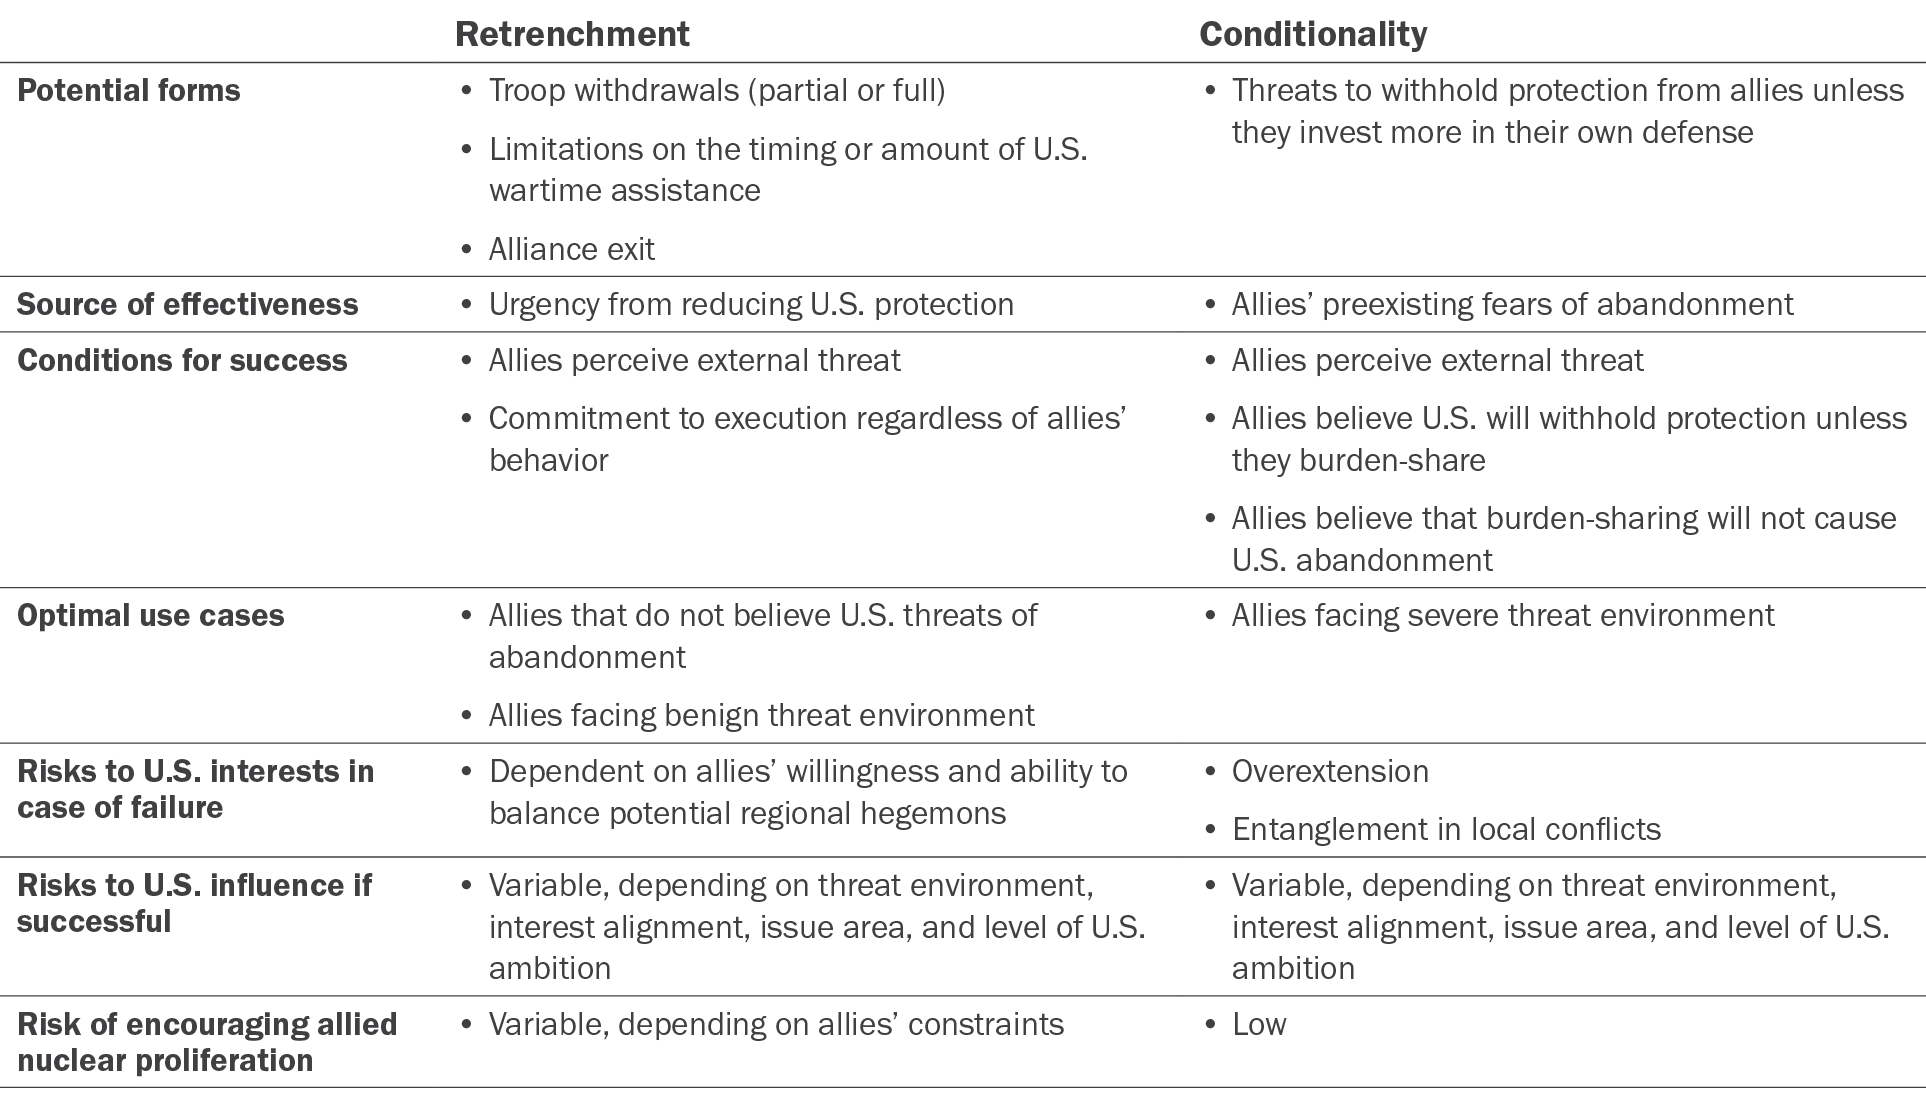 Retrenchment
Conditionality
Potential forms
• Troop withdrawals (partial or full)
• Limitations on the timing or amount of U.S.
wartime assistance
• Alliance exit
• Threats to withhold protection from allies unless
they invest more in their own defense
Source of effectiveness
• Urgency from reducing U.S. protection
• Allies’ preexisting fears of abandonment
Conditions for success
• Allies perceive external threat
• Commitment to execution regardless of allies’
behavior
• Allies perceive external threat
• Allies believe U.S. will withhold protection unless
they burden-share
• Allies believe that burden-sharing will not cause
U.S. abandonment
Optimal use cases
• Allies that do not believe U.S. threats of
abandonment
• Allies facing benign threat environment
• Allies facing severe threat environment
Risks to U.S. interests in
case of failure
• Dependent on allies’ willingness and ability to
balance potential regional hegemons
• Overextension
• Entanglement in local conflicts
Risks to U.S. influence if
successful
• Variable, depending on threat environment,
interest alignment, issue area, and level of U.S.
ambition
• Variable, depending on threat environment,
interest alignment, issue area, and level of U.S.
ambition
Risk of encouraging allied
nuclear proliferation
• Variable, depending on allies’ constraints
• Low